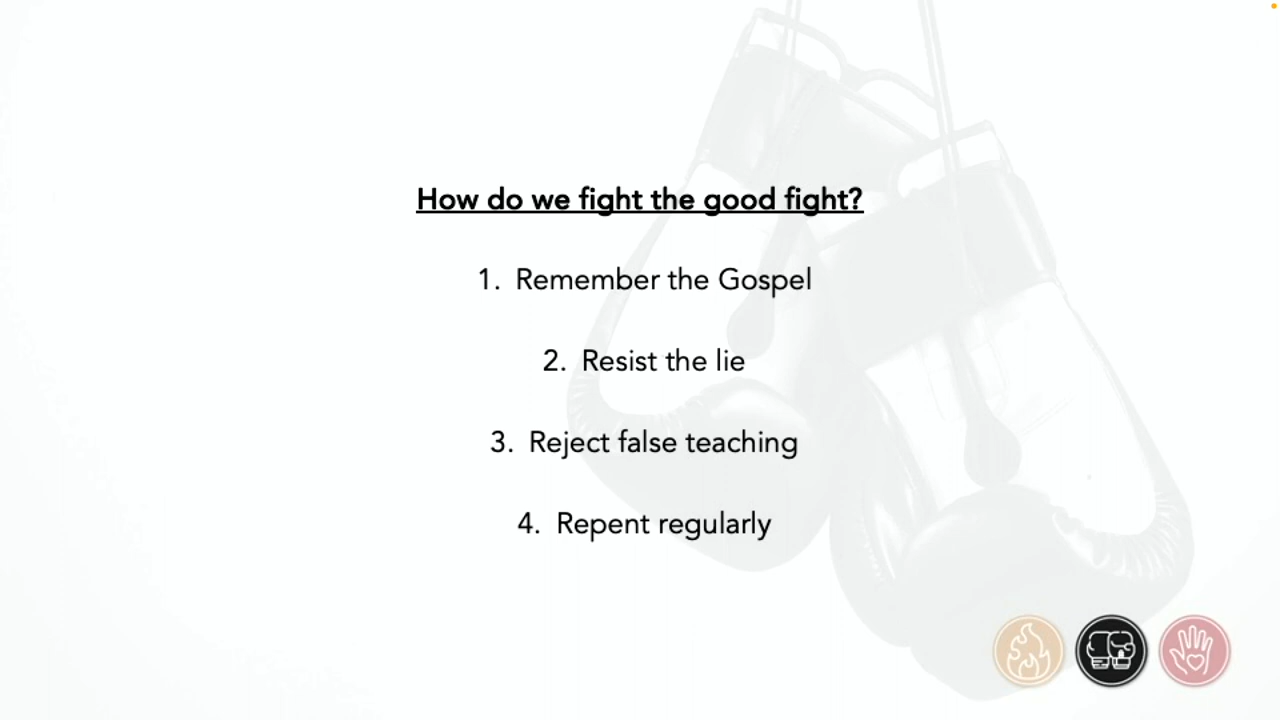 How do we fight the good fight?
1. Remember the Gospel
2. Resist the lie
3. Reject false teaching
4. Repent regularly